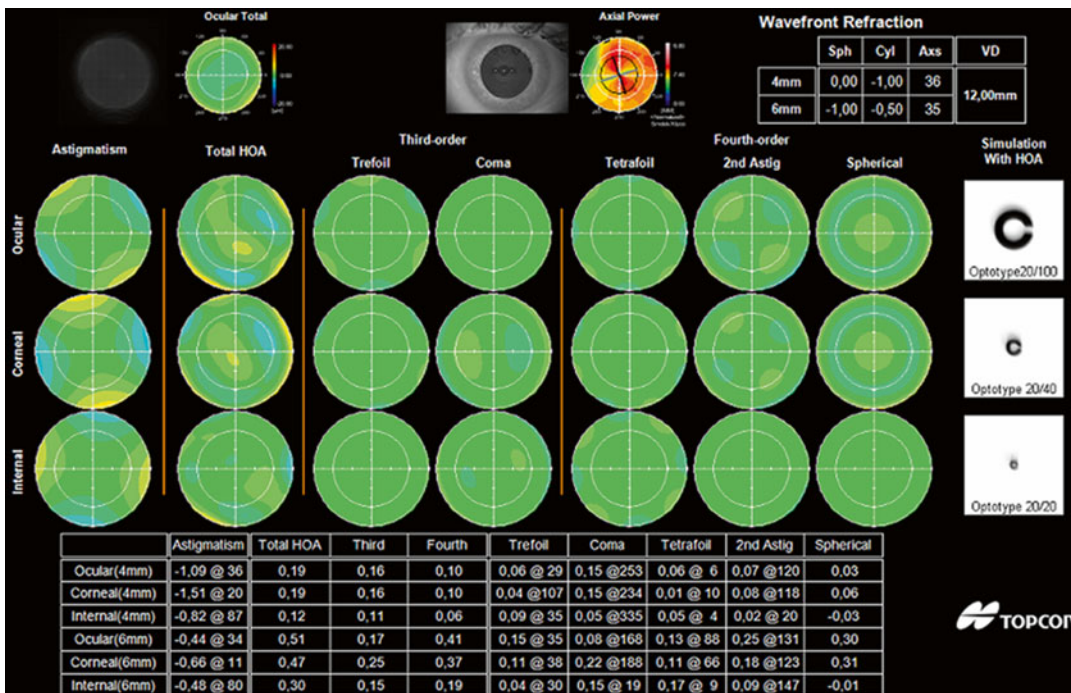 Ocular Total
Axial Power
Wavefront Refraction
Sph Cyl Axs VD
4mm 0,00 -1,00 36 12,00mm
6mm -1,00 -0,50 35
Astigmatism
Total HOA
Third-order
Trefoil Coma
Fourth-order
Tetrafoil 2nd Astig Spherical
Simulation
With HOA
Ocular
Optotype20/100
Corneal
Optotype 20/40
Internal
Optotype 20/20
Astigmatism Total HOA Third Fourth Trefoil Coma Tetrafoil 2nd Astig Spherical
Ocular(4mm) -1,09 @ 36 0,19 0,16 0,10 0,06 @ 29 0,15 @253 0,06 @ 6 0,07 @120 0,03
Corneal(4mm) -1,51 @ 20 0,19 0,16 0,10 0,04 @107 0,15 @234 0,01 @ 10 0,08 @118 0,06
Internal(4mm) -0,82 @ 87 0,12 0,11 0,06 0,09 @ 35 0,05 @335 0,05 @ 4 0,02 @ 20 -0,03
Ocular(6mm) -0,44 @ 34 0,51 0,17 0,41 0,15 @ 35 0,08 @168 0,13 @ 88 0,25 @131 0,30
Corneal(6mm) -0,66 @ 11 0,47 0,25 0,37 0,11 @ 38 0,22 @188 0,11 @ 66 0,18 @123 0,31
Internal(6mm) -0,48 @ 80 0,30 0,15 0,19 0,04 @ 30 0,15 @ 19 0,17 @ 9 0,09 @147 -0,01
TOPCON